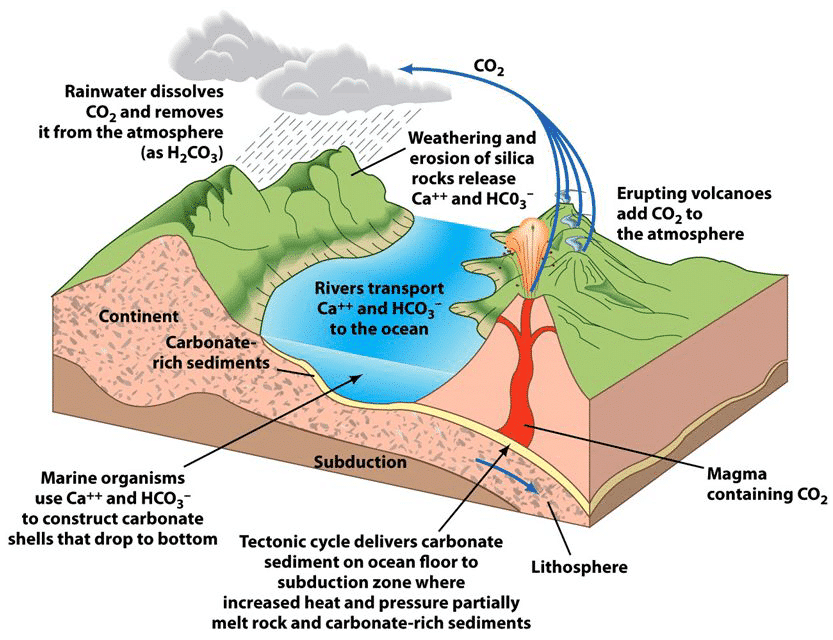 CO₂
Rainwater dissolves
CO₂ and removes
it from the atmosphere
(as H₂CO₃)
Weathering and
erosion of silica
rocks release
Ca⁺⁺ and HC0₃⁻
Erupting volcanoes
add CO₂ to
the atmosphere
Rivers transport
Ca⁺⁺ and HCO₃⁻
to the ocean
Continent
Carbonate-
rich sediments
Subduction
Magma
containing CO₂
Marine organisms
use Ca⁺⁺ and HCO₃⁻
to construct carbonate
shells that drop to bottom
Tectonic cycle delivers carbonate
sediment on ocean floor to
subduction zone where
increased heat and pressure partially
melt rock and carbonate-rich sediments
Lithosphere